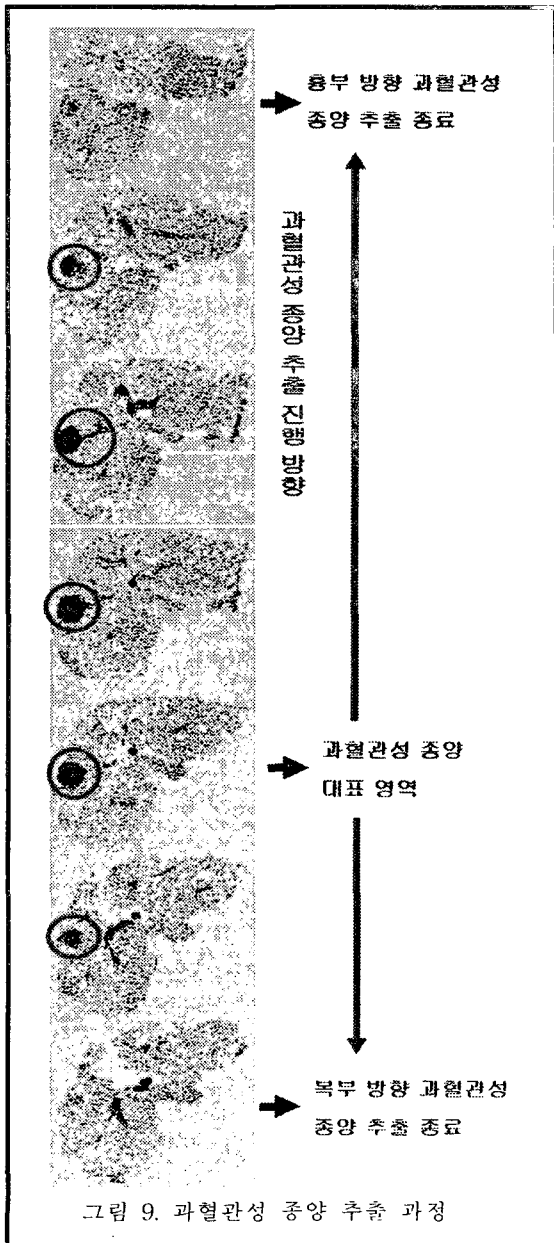 흉부 방향 과혈관성
종양 추출 종료
과혈관성 종양 추출 진행 방향
과혈관성 종양
대표 영역
복부 방향 과혈관성
종양 추출 종료
그림 9. 과혈관성 종양 추출 과정